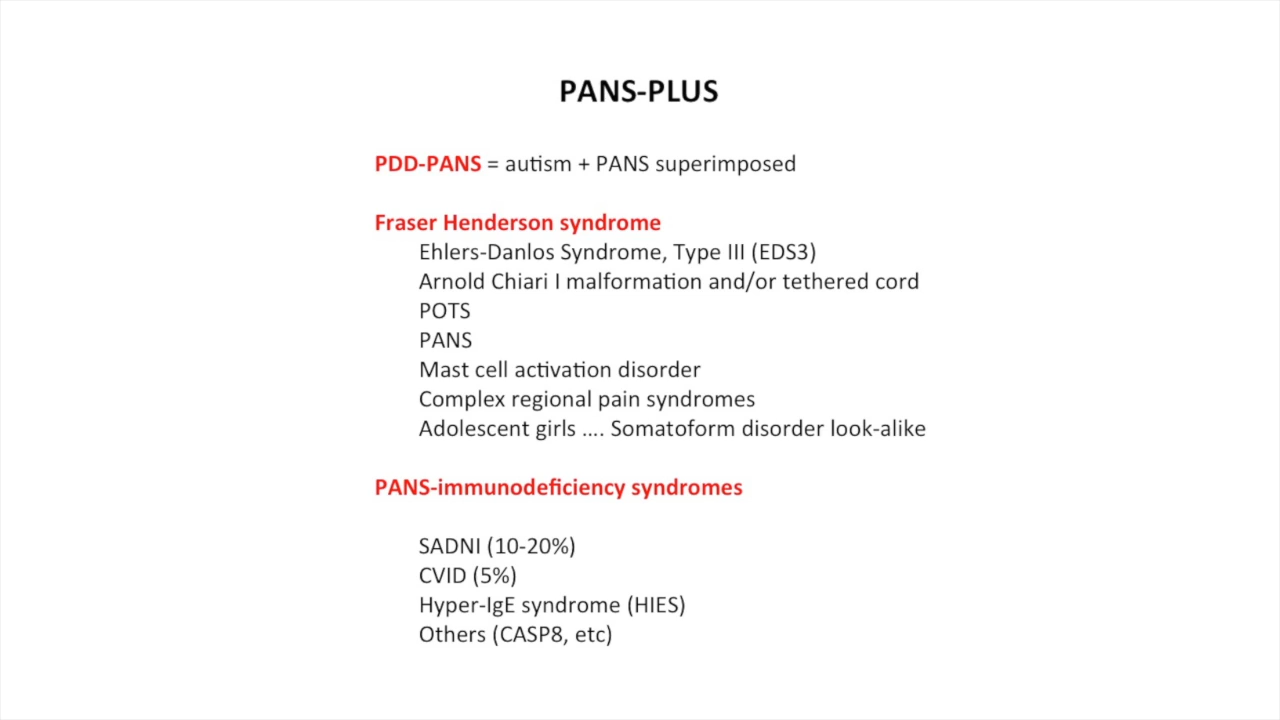 PANS-PLUS
PDD-PANS = autism + PANS superimposed
Fraser Henderson syndrome
Ehlers-Danlos Syndrome, Type III (EDS3)
Arnold Chiari I malformation and/or tethered cord
POTS
PANS
Mast cell activation disorder
Complex regional pain syndromes
Adolescent girls .... Somatoform disorder look-alike
PANS-immunodeficiency syndromes
SADNI (10-20%)
CVID (5%)
Hyper-IgE syndrome (HIES)
Others (CASP8, etc)